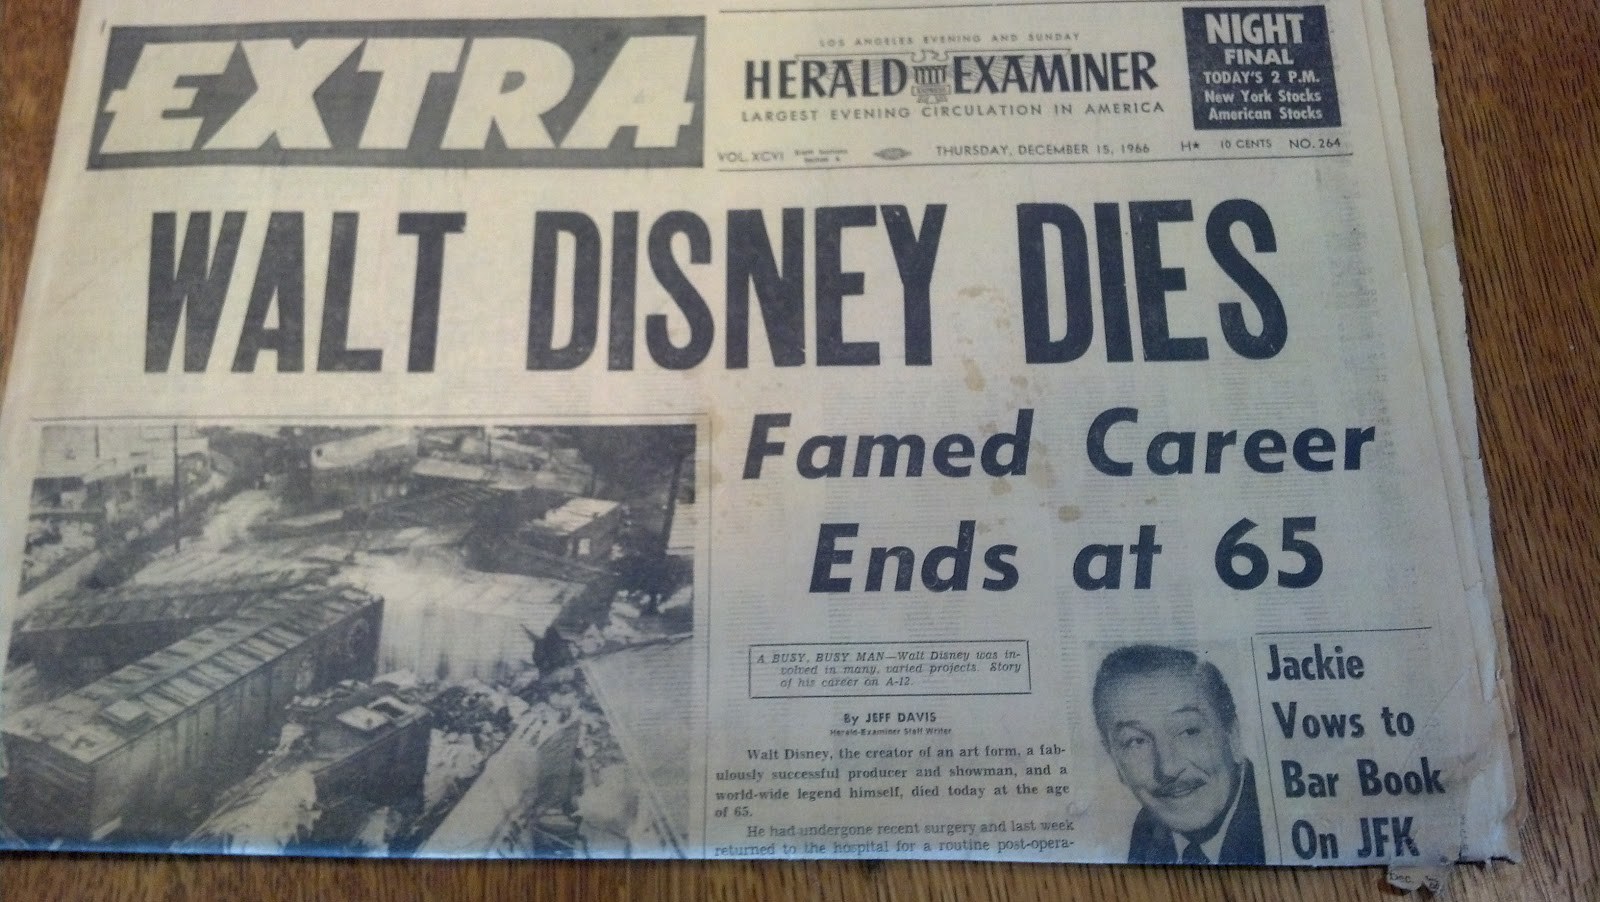 EXTRA
LOS ANGELES EVENING AND SUNDAY
HERALD EXAMINER
LARGEST EVENING CIRCULATION IN AMERICA
VOL. XCVI THURSDAY, DECEMBER 15, 1966 H★ 10 CENTS NO. 264
NIGHT
FINAL
TODAY'S 2 P.M.
New York Stocks
American Stocks
WALT DISNEY DIES
Famed Career
Ends at 65
A BUSY, BUSY MAN—Walt Disney was in-
volved in many, varied projects. Story
of his career on A-12.
By JEFF DAVIS
Herald-Examiner Staff Writer
Walt Disney, the creator of an art form, a fab-
ulously successful producer and showman, and a
world-wide legend himself, died today at the age
of 65.
He had undergone recent surgery and last week
returned to the hospital for a routine post-opera-
Jackie
Vows to
Bar Book
On JFK